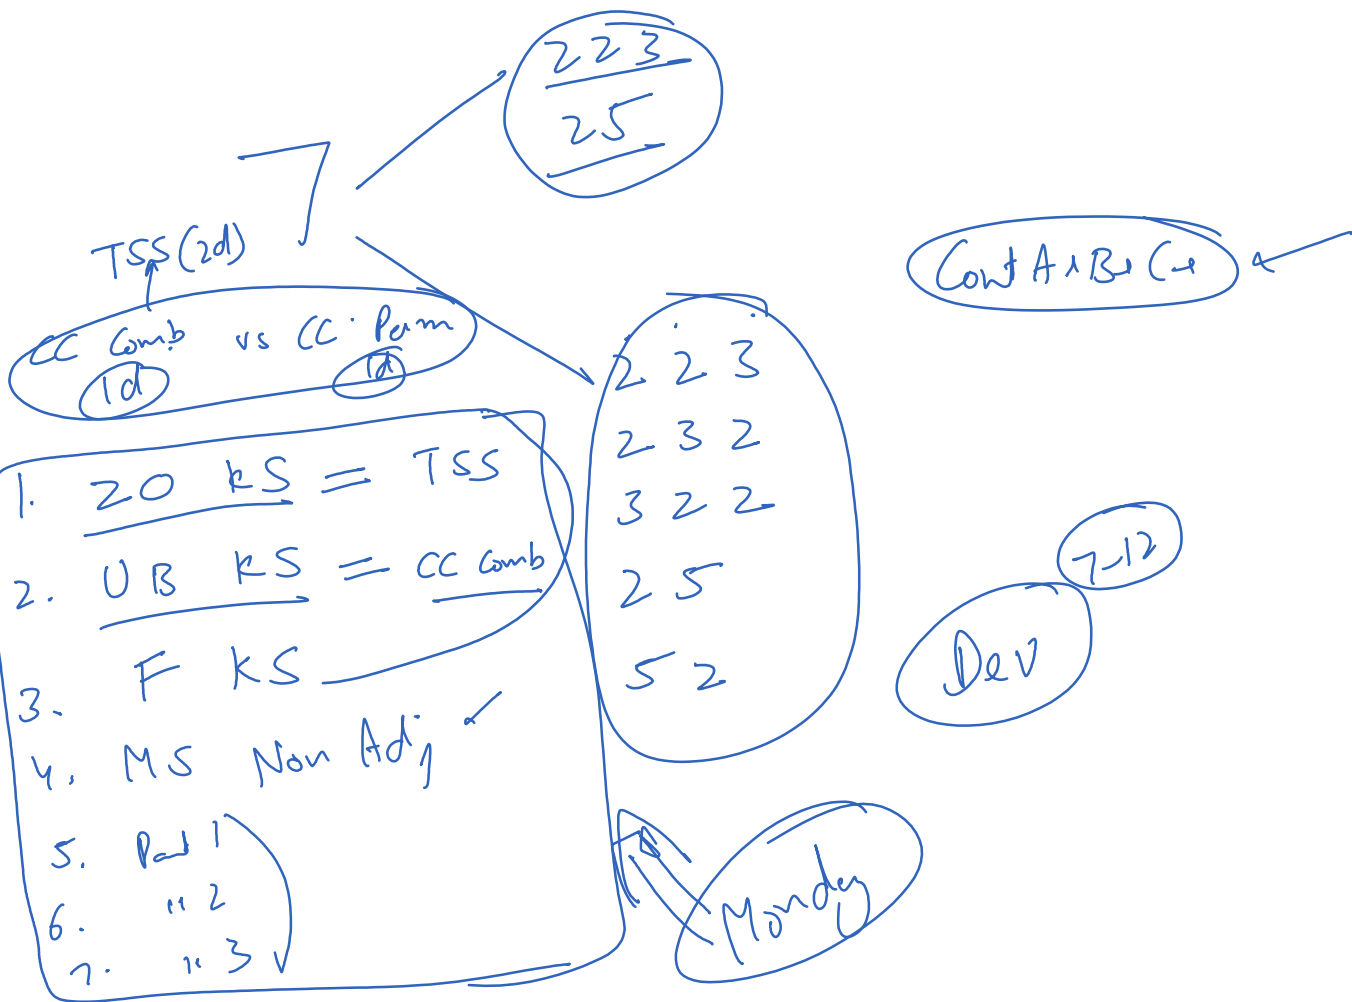 223
25
7
TSS (2d)
CC Comb vs CC Perm
1d 1d
1. 20 KS = TSS
2. UB KS = CC Comb
3. F KS
4. MS Non Adj
5. Part 1
6. " 2
7. " 3
2 2 3
2 3 2
3 2 2
2 5
5 2
Monday
Dev
7-12
Cont A+ B+ C+